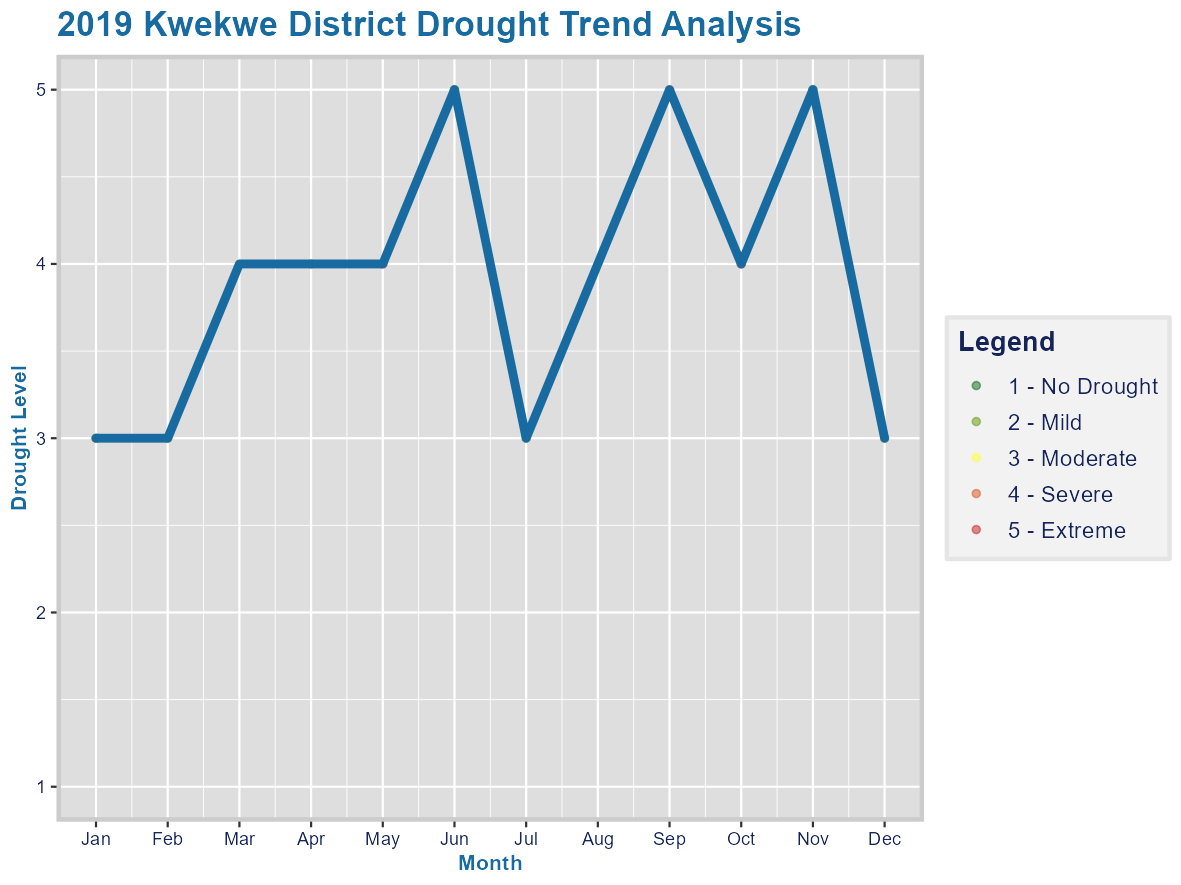 2019 Kwekwe District Drought Trend Analysis
Drought Level
5
4
3
2
1
Jan Feb Mar Apr May Jun Jul Aug Sep Oct Nov Dec
Month
Legend
1 - No Drought
2 - Mild
3 - Moderate
4 - Severe
5 - Extreme